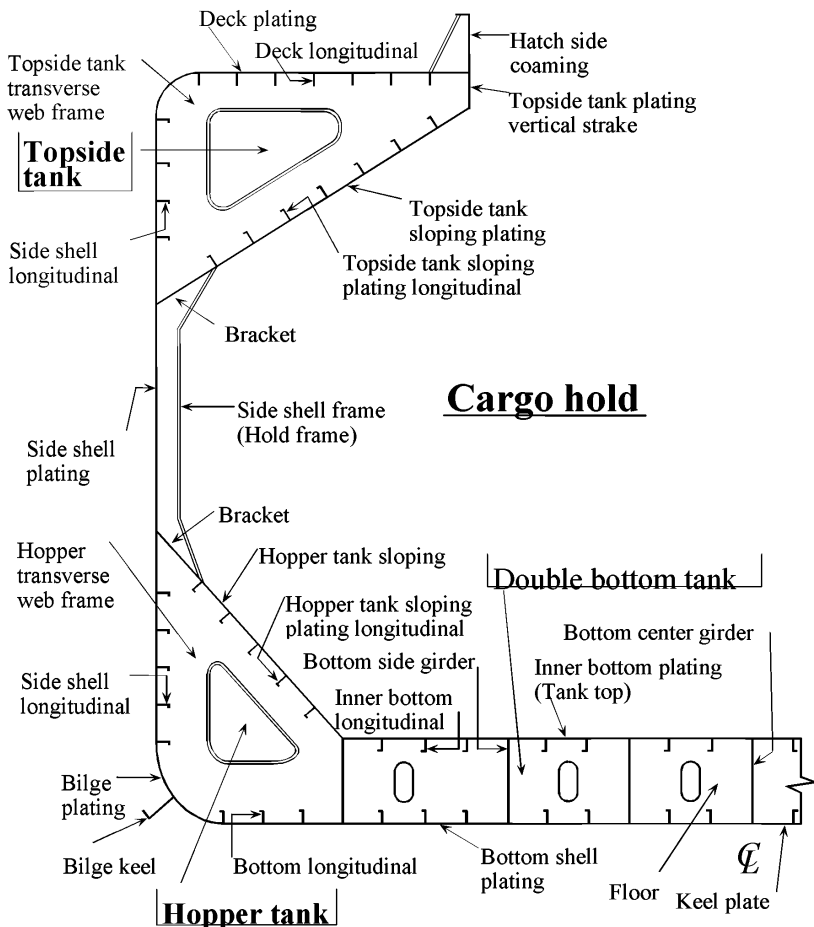 Deck plating
Deck longitudinal
Hatch side
coaming
Topside tank
transverse
web frame
Topside tank plating
vertical strake
Topside
tank
Topside tank
sloping plating
Side shell
longitudinal
Topside tank sloping
plating longitudinal
Bracket
Cargo hold
Side shell frame
(Hold frame)
Side shell
plating
Bracket
Hopper
transverse
web frame
Hopper tank sloping
Double bottom tank
Hopper tank sloping
plating longitudinal
Bottom center girder
Bottom side girder
Inner bottom plating
(Tank top)
Side shell
longitudinal
Inner bottom
longitudinal
Bilge
plating
Bilge keel
Bottom longitudinal
Bottom shell
plating
Floor
℄
Keel plate
Hopper tank